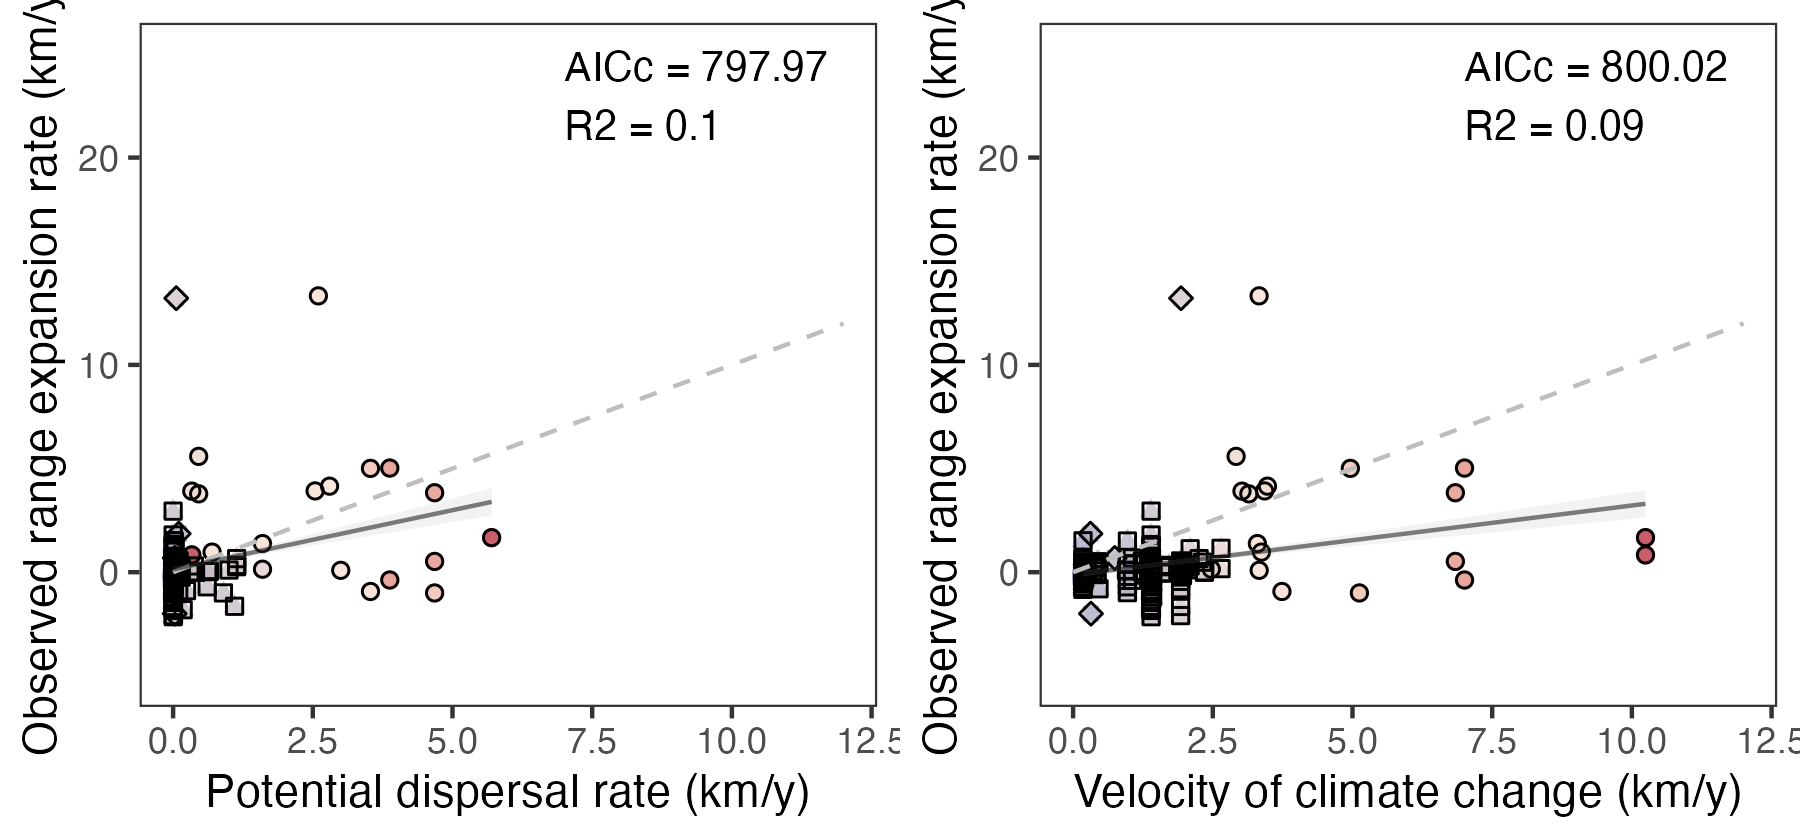 Observed range expansion rate (km/y
AICc = 797.97
R2 = 0.1
20
10
0
0.0 2.5 5.0 7.5 10.0 12.5
Potential dispersal rate (km/y)
Observed range expansion rate (km/y
AICc = 800.02
R2 = 0.09
20
10
0
0.0 2.5 5.0 7.5 10.0 12.5
Velocity of climate change (km/y)